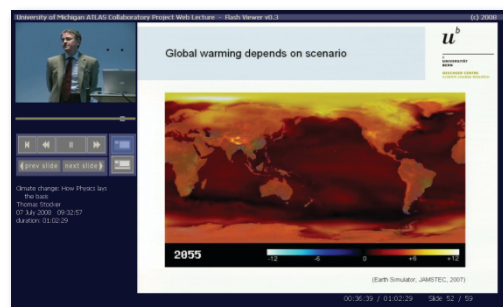 University of Michigan ATLAS Collaboratory Project Web Lecture - Flash Viewer v0.3
(c) 2008
Global warming depends on scenario
u
b
prev slide
next slide
Climate change: How Physics lays
the basis
Thomas Stocker
07 July 2008 09:32:57
duration: 01:02:29
2055
-12
-6
0
+6
+12
(Earth Simulator, JAMSTEC, 2007)
00:36:39 / 01:02:29 Slide 52 / 59